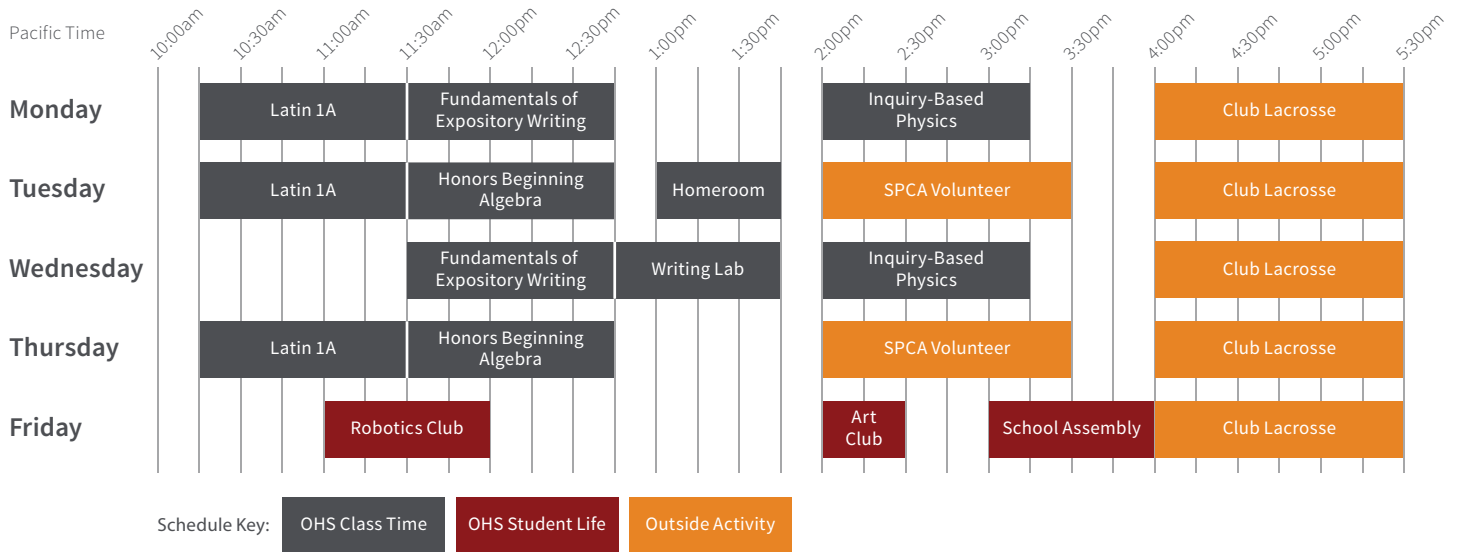 Pacific Time
10:00am
10:30am
11:00am
11:30am
12:00pm
12:30pm
1:00pm
1:30pm
2:00pm
2:30pm
3:00pm
3:30pm
4:00pm
4:30pm
5:00pm
5:30pm
Monday
Latin 1A
Fundamentals of
Expository Writing
Inquiry-Based
Physics
Club Lacrosse
Tuesday
Latin 1A
Honors Beginning
Algebra
Homeroom
SPCA Volunteer
Club Lacrosse
Wednesday
Fundamentals of
Expository Writing
Writing Lab
Inquiry-Based
Physics
Club Lacrosse
Thursday
Latin 1A
Honors Beginning
Algebra
SPCA Volunteer
Club Lacrosse
Friday
Robotics Club
Art
Club
School Assembly
Club Lacrosse
Schedule Key:
OHS Class Time
OHS Student Life
Outside Activity